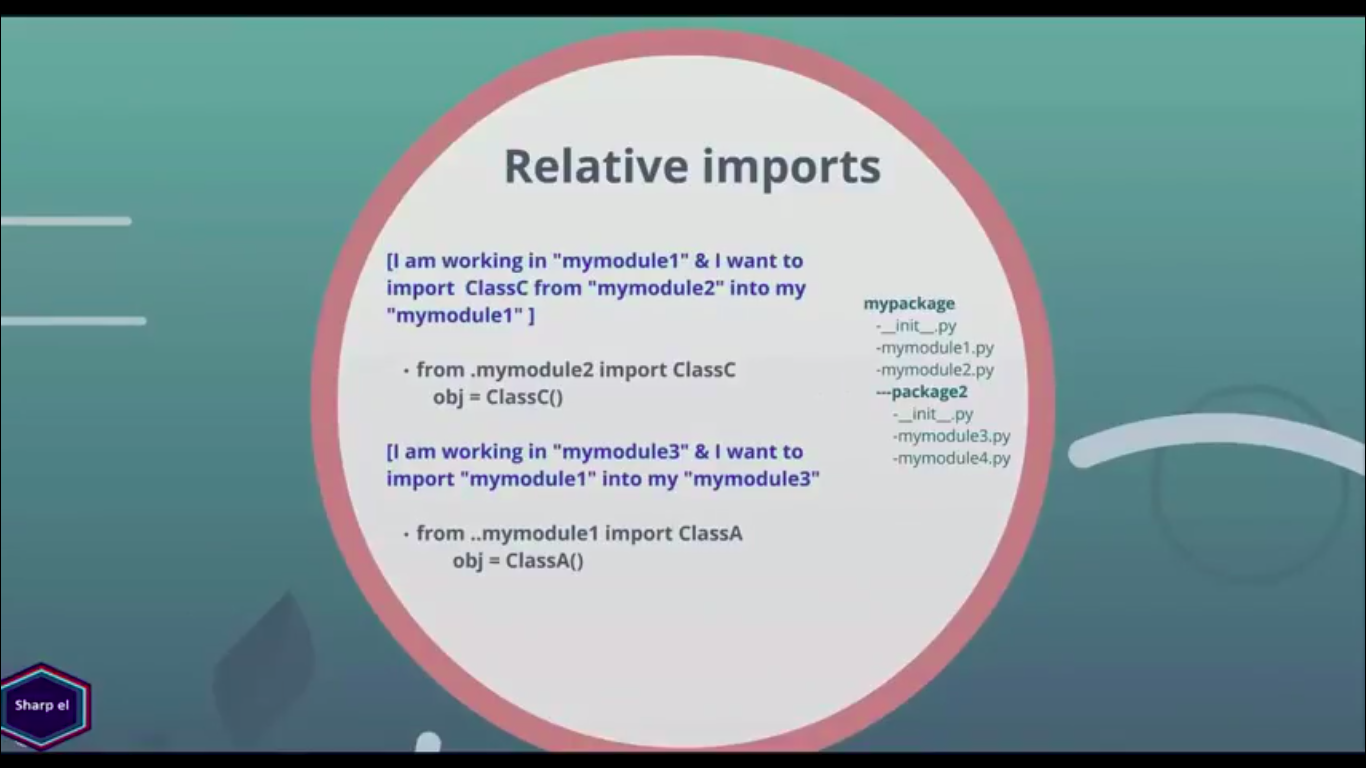 Relative imports
[I am working in "mymodule1" & I want to
import  ClassC from "mymodule2" into my
"mymodule1" ]
· from .mymodule2 import ClassC
obj = ClassC()
[I am working in "mymodule3" & I want to
import "mymodule1" into my "mymodule3"
· from ..mymodule1 import ClassA
obj = ClassA()
mypackage
-__init__.py
-mymodule1.py
-mymodule2.py
---package2
-__init__.py
-mymodule3.py
-mymodule4.py
Sharp el